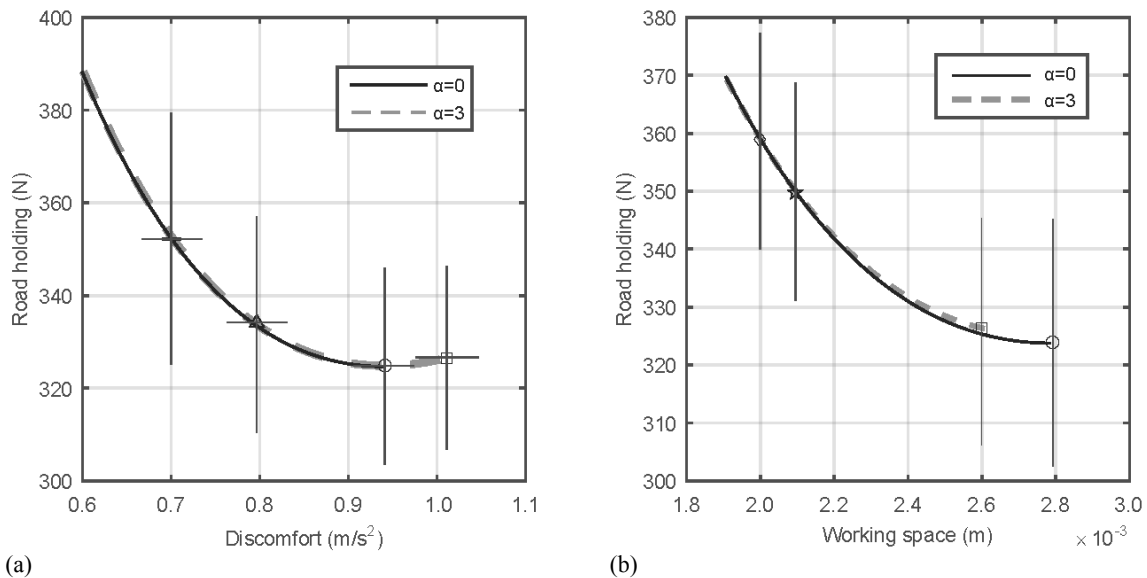 400
380
360
340
320
300
Road holding (N)
α=0
α=3
0.6 0.7 0.8 0.9 1.0 1.1
Discomfort (m/s²)
(a)
380
370
360
350
340
330
320
310
300
Road holding (N)
α=0
α=3
1.8 2.0 2.2 2.4 2.6 2.8 3.0
Working space (m) × 10⁻³
(b)